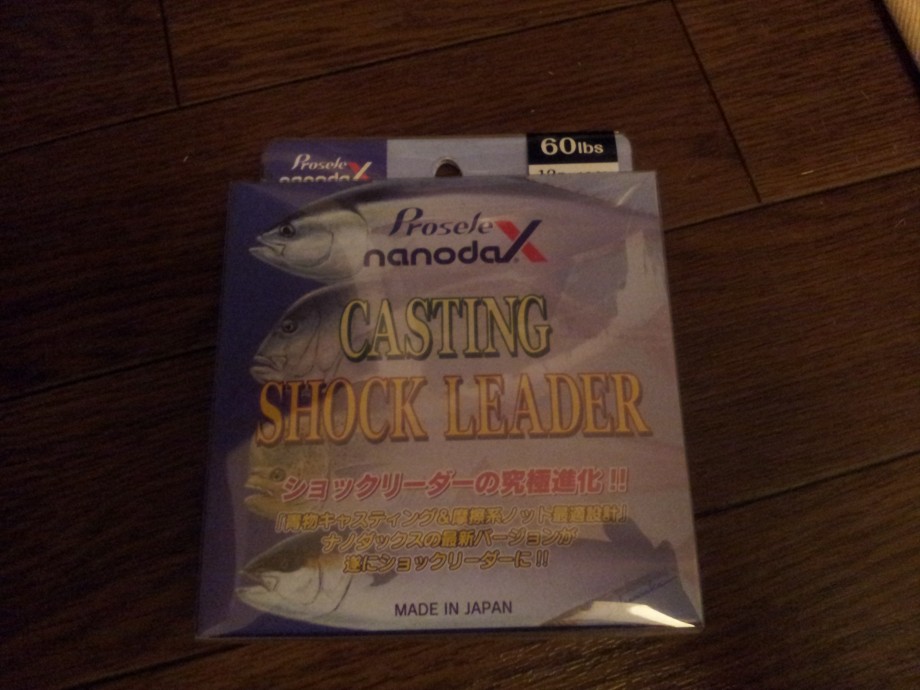 Prosele
nanodaX
60lbs
Prosele
nanodaX®
CASTING
SHOCK LEADER
ショックリーダーの究極進化!!
「青物キャスティング&摩擦系ノット最適設計」
ナノダックスの最新バージョンが
遂にショックリーダーに!!
MADE IN JAPAN